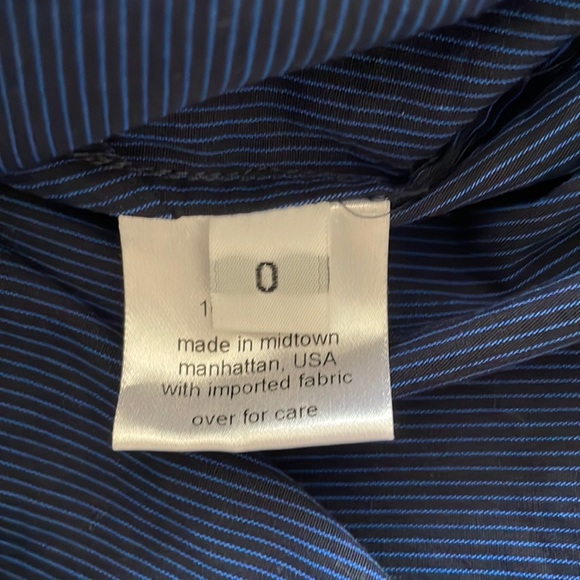 0
made in midtown
manhattan, USA
with imported fabric
over for care